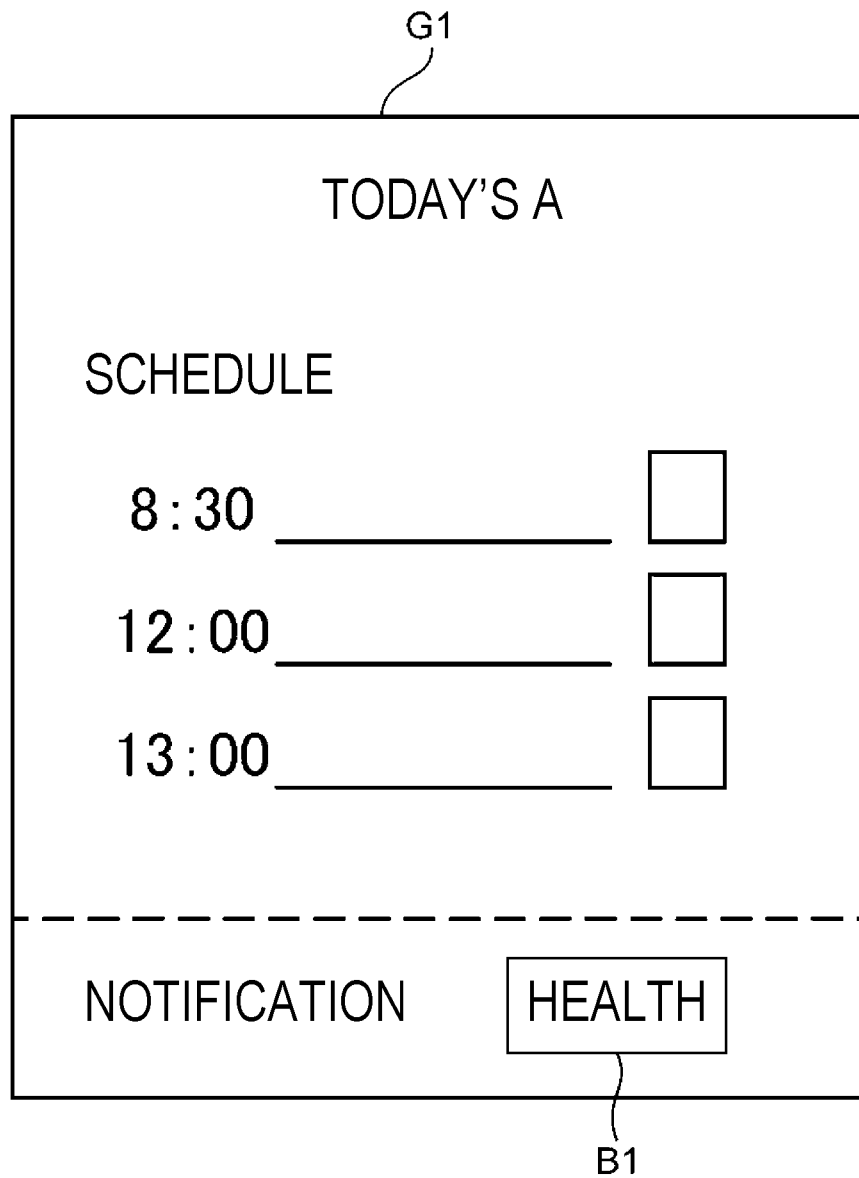 G1
TODAY'S A
SCHEDULE
8:30
12:00
13:00
NOTIFICATION HEALTH
B1